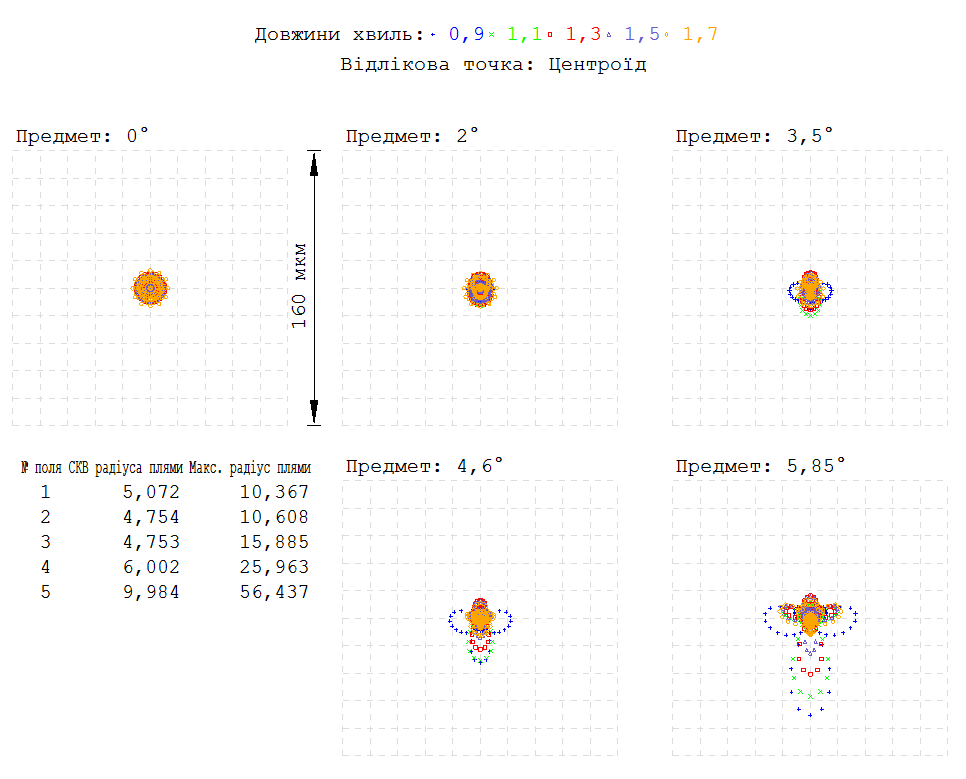 Довжини хвиль: 0,9 1,1 1,3 1,5 1,7
Відлікова точка: Центроїд
Предмет: 0°
Предмет: 2°
Предмет: 3,5°
160 мкм
№ поля СКВ радіуса плями Макс. радіус плями
1 5,072 10,367
2 4,754 10,608
3 4,753 15,885
4 6,002 25,963
5 9,984 56,437
Предмет: 4,6°
Предмет: 5,85°